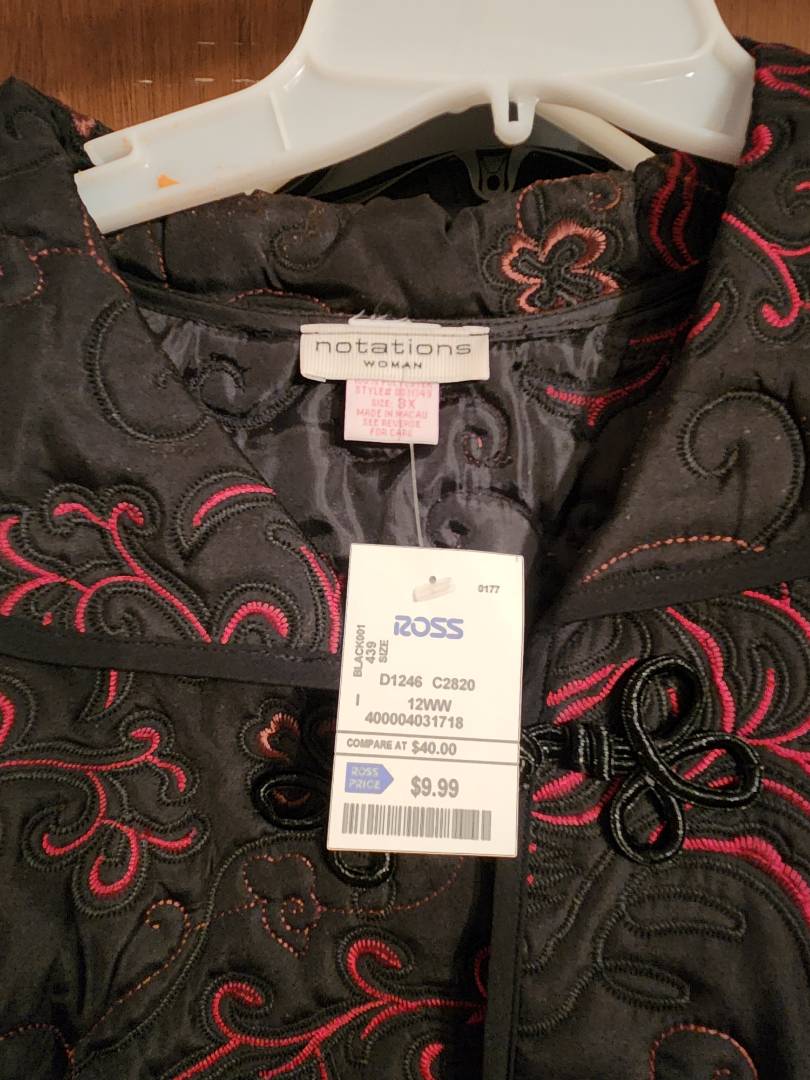 notations
WOMAN
SIZE: 3X
MADE IN MACAU
SEE REVERSE
FOR CARE
0177
ROSS
BLACK001
439
SIZE
D1246 C2820
I 12WW
400004031718
COMPARE AT $40.00
ROSS
PRICE
$9.99